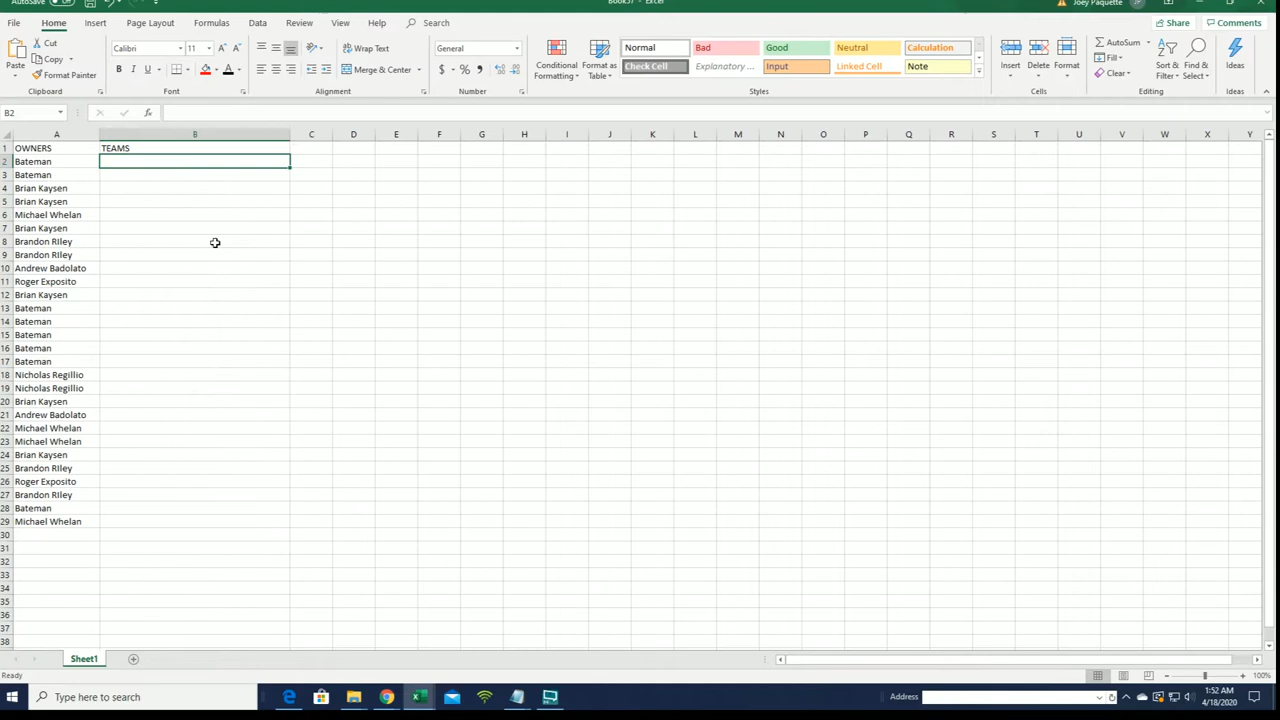 AutoSave Off Book37 - Excel Joey Paquette JP
File Home Insert Page Layout Formulas Data Review View Help Search Share Comments
Paste Cut Copy Format Painter Clipboard
Calibri 11 B I U A Font
Wrap Text Merge & Center Alignment
General $ % , Number
Conditional Formatting Format as Table
Normal Bad Good Neutral Calculation
Check Cell Explanatory ... Input Linked Cell Note
Styles
Insert Delete Format Cells
AutoSum Fill Clear Sort & Filter Find & Select Editing
Ideas Ideas
B2 fx
A B C D E F G H I J K L M N O P Q R S T U V W X Y
1 OWNERS TEAMS
2 Bateman
3 Bateman
4 Brian Kaysen
5 Brian Kaysen
6 Michael Whelan
7 Brian Kaysen
8 Brandon RIley
9 Brandon RIley
10 Andrew Badolato
11 Roger Exposito
12 Brian Kaysen
13 Bateman
14 Bateman
15 Bateman
16 Bateman
17 Bateman
18 Nicholas Regillio
19 Nicholas Regillio
20 Brian Kaysen
21 Andrew Badolato
22 Michael Whelan
23 Michael Whelan
24 Brian Kaysen
25 Brandon RIley
26 Roger Exposito
27 Brandon RIley
28 Bateman
29 Michael Whelan
30
31
32
33
34
35
36
37
38
Sheet1
Ready 100%
Type here to search Address 1:52 AM
4/18/2020